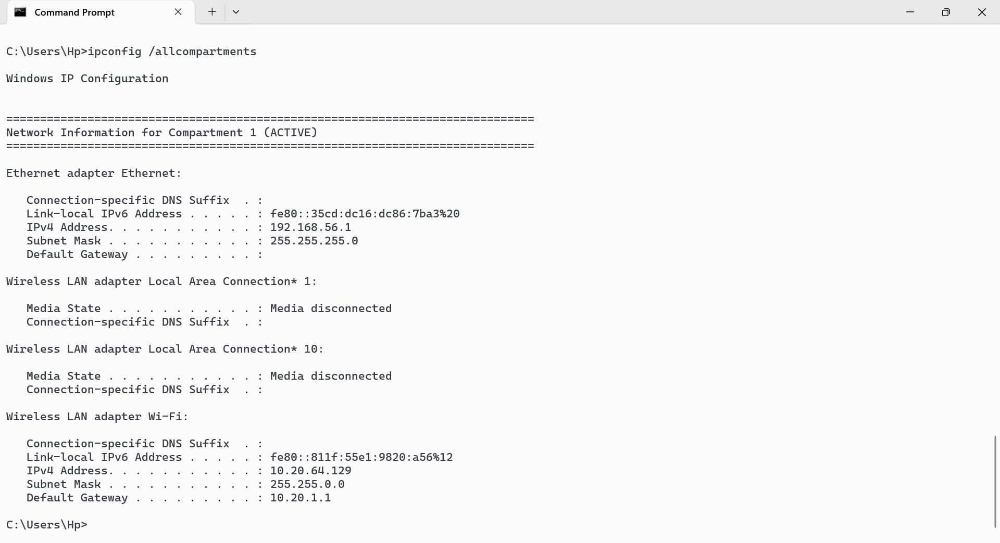 Command Prompt
C:\Users\Hp>ipconfig /allcompartments
Windows IP Configuration
==============================================================================
Network Information for Compartment 1 (ACTIVE)
==============================================================================
Ethernet adapter Ethernet:
   Connection-specific DNS Suffix  . :
   Link-local IPv6 Address . . . . . : fe80::35cd:dc16:dc86:7ba3%20
   IPv4 Address. . . . . . . . . . . : 192.168.56.1
   Subnet Mask . . . . . . . . . . . : 255.255.255.0
   Default Gateway . . . . . . . . . :
Wireless LAN adapter Local Area Connection* 1:
   Media State . . . . . . . . . . . : Media disconnected
   Connection-specific DNS Suffix  . :
Wireless LAN adapter Local Area Connection* 10:
   Media State . . . . . . . . . . . : Media disconnected
   Connection-specific DNS Suffix  . :
Wireless LAN adapter Wi-Fi:
   Connection-specific DNS Suffix  . :
   Link-local IPv6 Address . . . . . : fe80::811f:55e1:9820:a56%12
   IPv4 Address. . . . . . . . . . . : 10.20.64.129
   Subnet Mask . . . . . . . . . . . : 255.255.0.0
   Default Gateway . . . . . . . . . : 10.20.1.1
C:\Users\Hp>